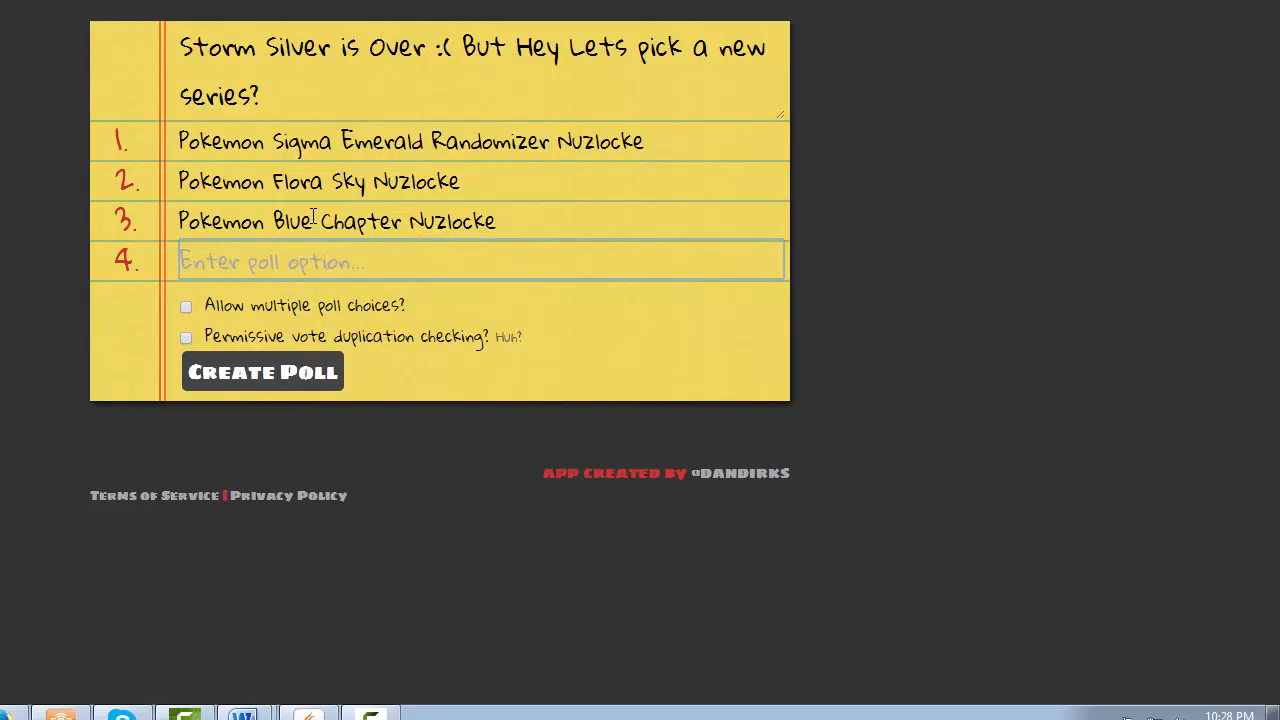 Storm Silver is Over :( But Hey Lets pick a new
series?
1. Pokemon Sigma Emerald Randomizer Nuzlocke
2. Pokemon Flora Sky Nuzlocke
3. Pokemon Blue Chapter Nuzlocke
4. Enter poll option...
Allow multiple poll choices?
Permissive vote duplication checking? Huh?
CREATE POLL
APP CREATED BY @DANDIRKS
TERMS OF SERVICE | PRIVACY POLICY
10:28 PM